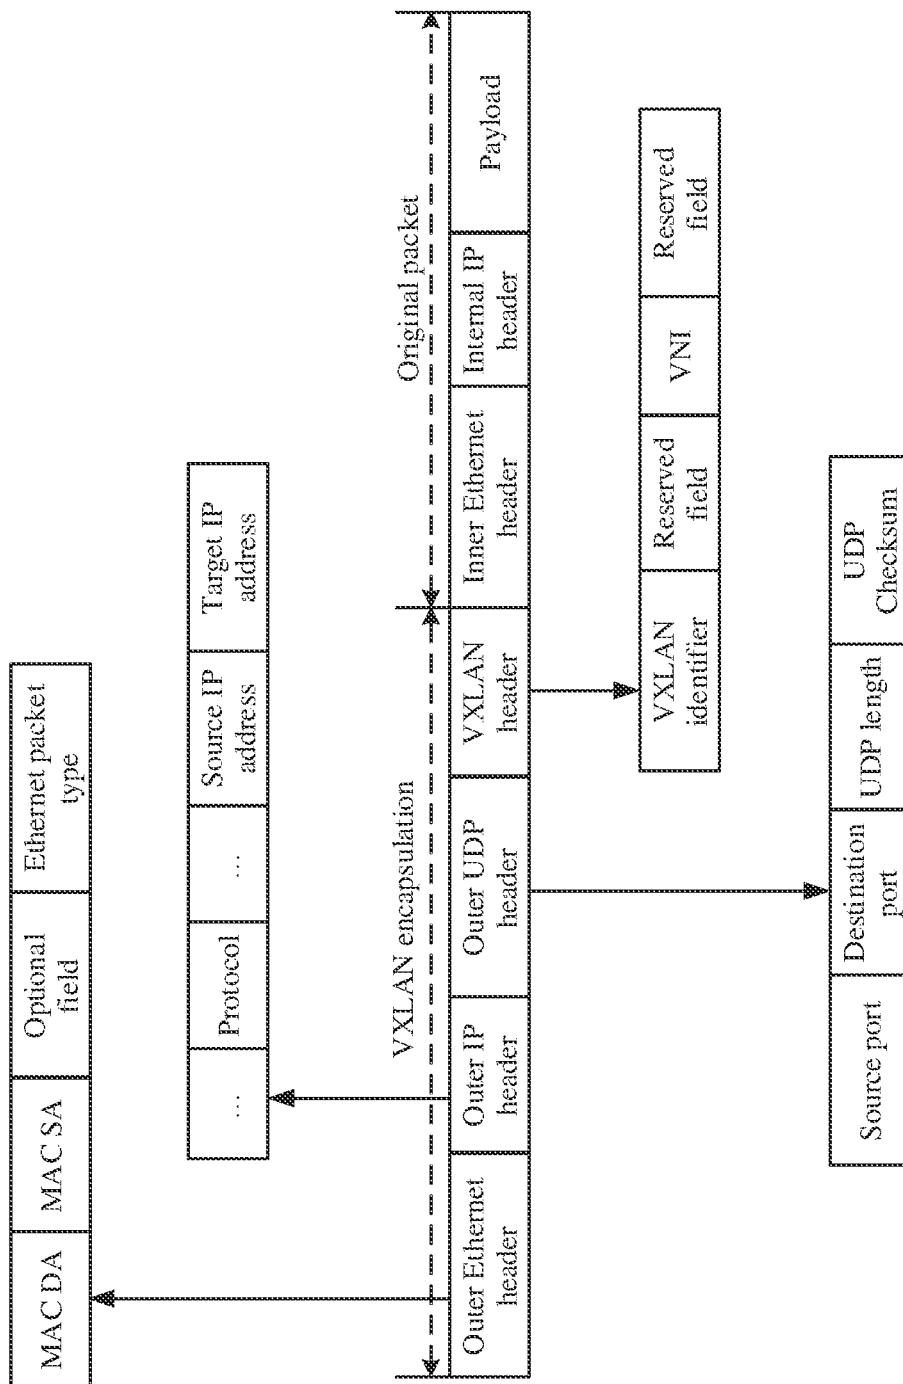 MAC DA
MAC SA
Optional
field
Ethernet packet
type
…
Protocol
…
Source IP
address
Target IP
address
VXLAN encapsulation
Original packet
Outer Ethernet
header
Outer IP
header
Outer UDP
header
VXLAN
header
Inner Ethernet
header
Internal IP
header
Payload
VXLAN
identifier
Reserved
field
VNI
Reserved
field
Source port
Destination
port
UDP length
UDP
Checksum